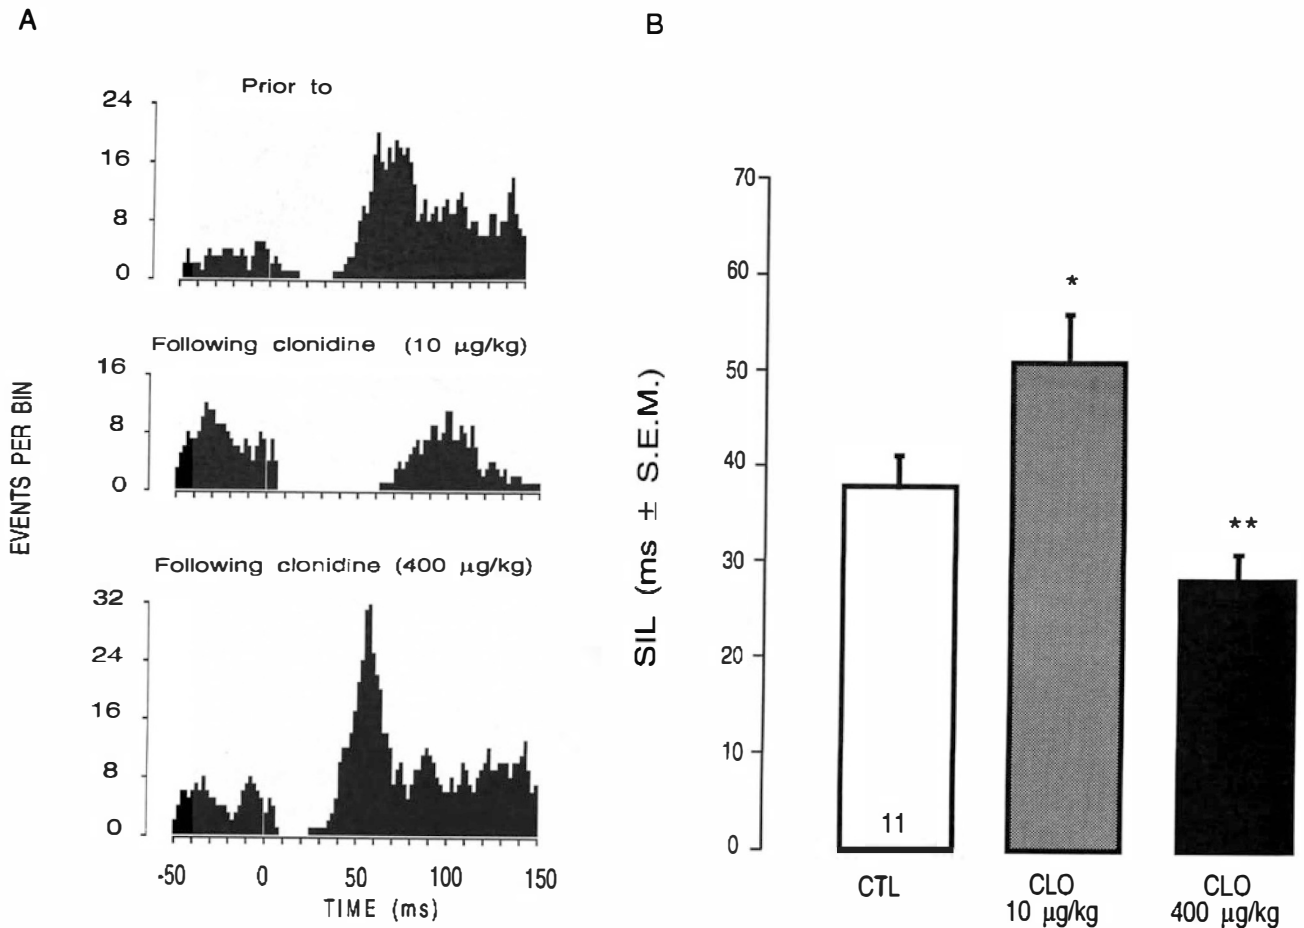 A
Prior to
24
16
8
0
Following clonidine (10 µg/kg)
16
8
0
Following clonidine (400 µg/kg)
32
24
16
8
0
-50 0 50 100 150
TIME (ms)
EVENTS PER BIN
B
70
60
50
40
30
20
10
0
SIL (ms ± S.E.M.)
*
**
11
CTL
CLO
10 µg/kg
CLO
400 µg/kg